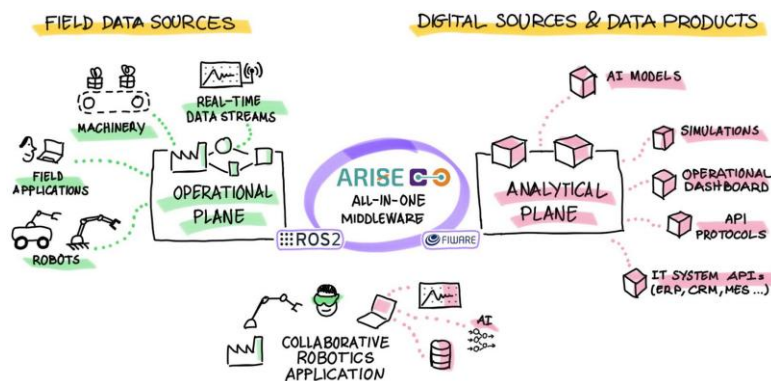 FIELD DATA SOURCES
DIGITAL SOURCES & DATA PRODUCTS
MACHINERY
REAL-TIME
DATA STREAMS
FIELD
APPLICATIONS
ROBOTS
OPERATIONAL
PLANE
ARISE
ALL-IN-ONE
MIDDLEWARE
ROS2
FIWARE
ANALYTICAL
PLANE
AI MODELS
SIMULATIONS
OPERATIONAL
DASHBOARD
API
PROTOCOLS
IT SYSTEM APIs
(ERP, CRM, MES ...)
COLLABORATIVE
ROBOTICS
APPLICATION
AI